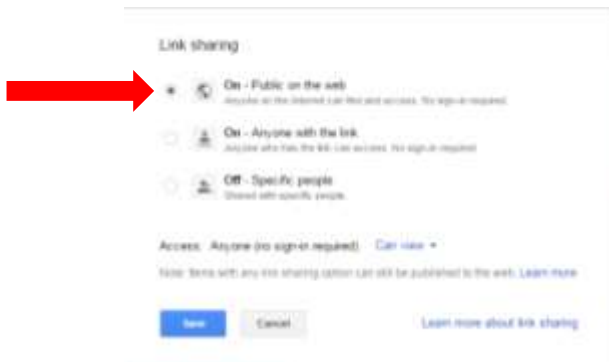 Link sharing
On - Public on the web
Anyone on the Internet can find and access. No sign-in required.
On - Anyone with the link
Anyone who has the link can access. No sign-in required.
Off - Specific people
Shared with specific people.
Access: Anyone (no sign-in required) Can view
Note: Items with any link sharing option can still be published to the web. Learn more
Save Cancel Learn more about link sharing